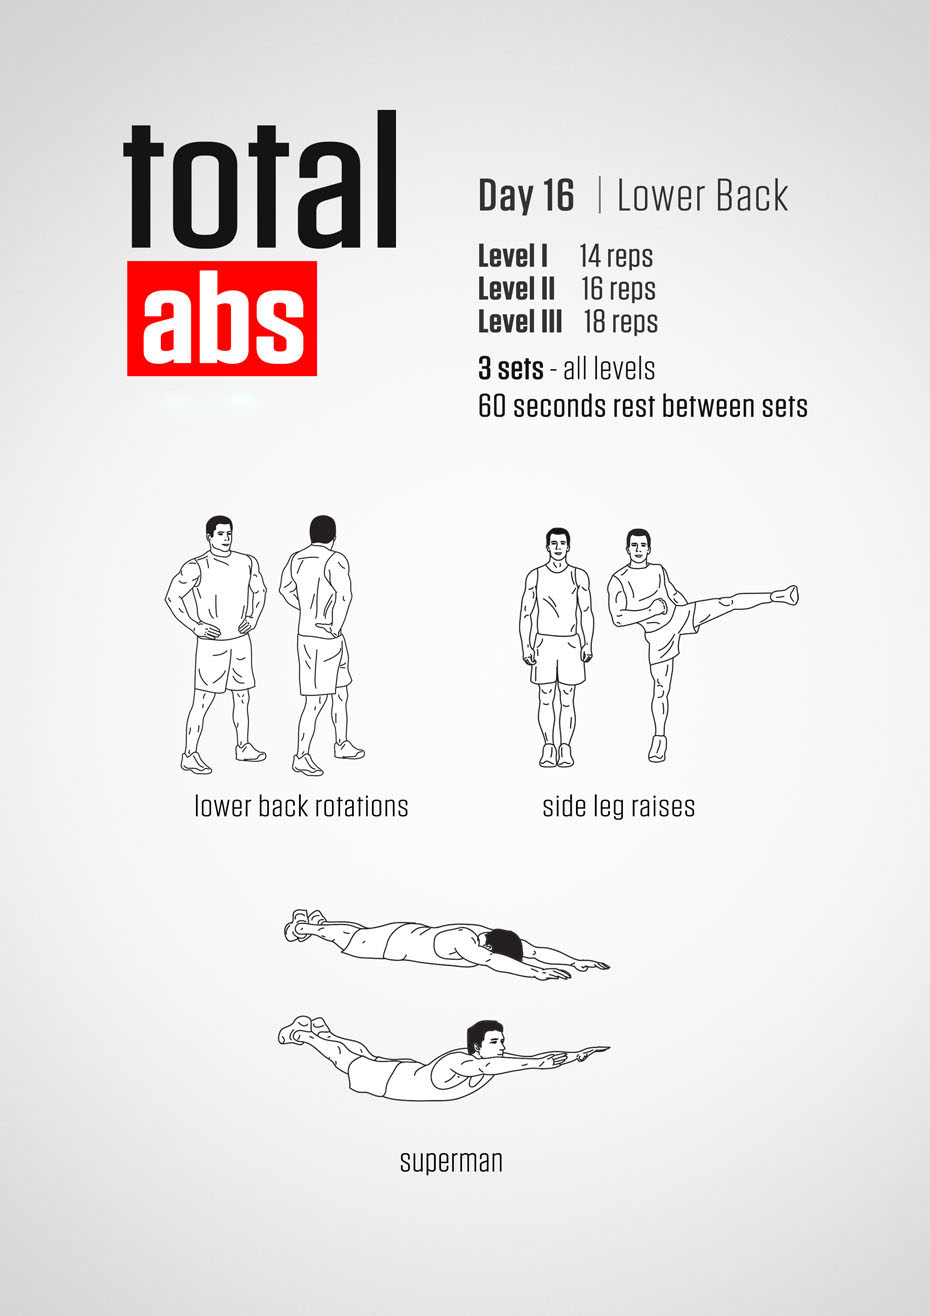 total
abs
Day 16 | Lower Back
Level I 14 reps
Level II 16 reps
Level III 18 reps
3 sets - all levels
60 seconds rest between sets
lower back rotations
side leg raises
superman